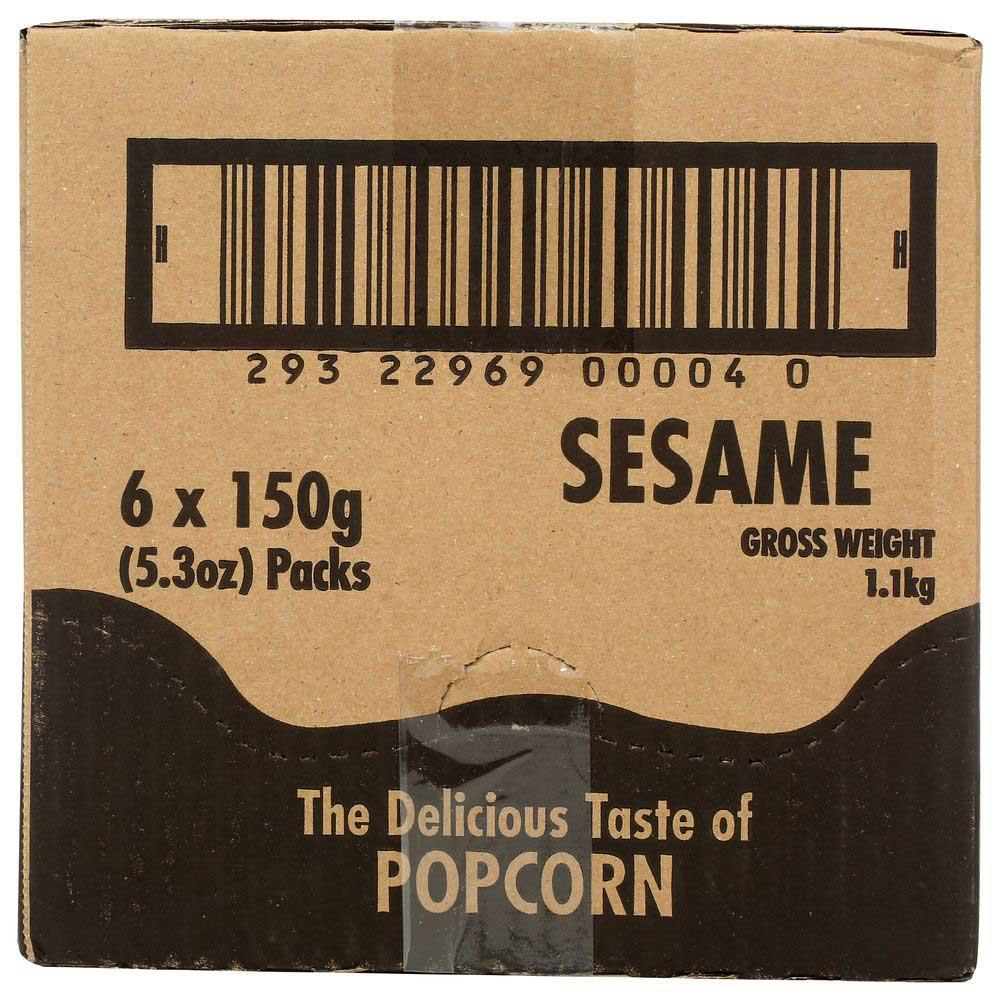 H H
293 22969 00004 0
SESAME
6 x 150g
(5.3oz) Packs
GROSS WEIGHT
1.1kg
The Delicious Taste of
POPCORN